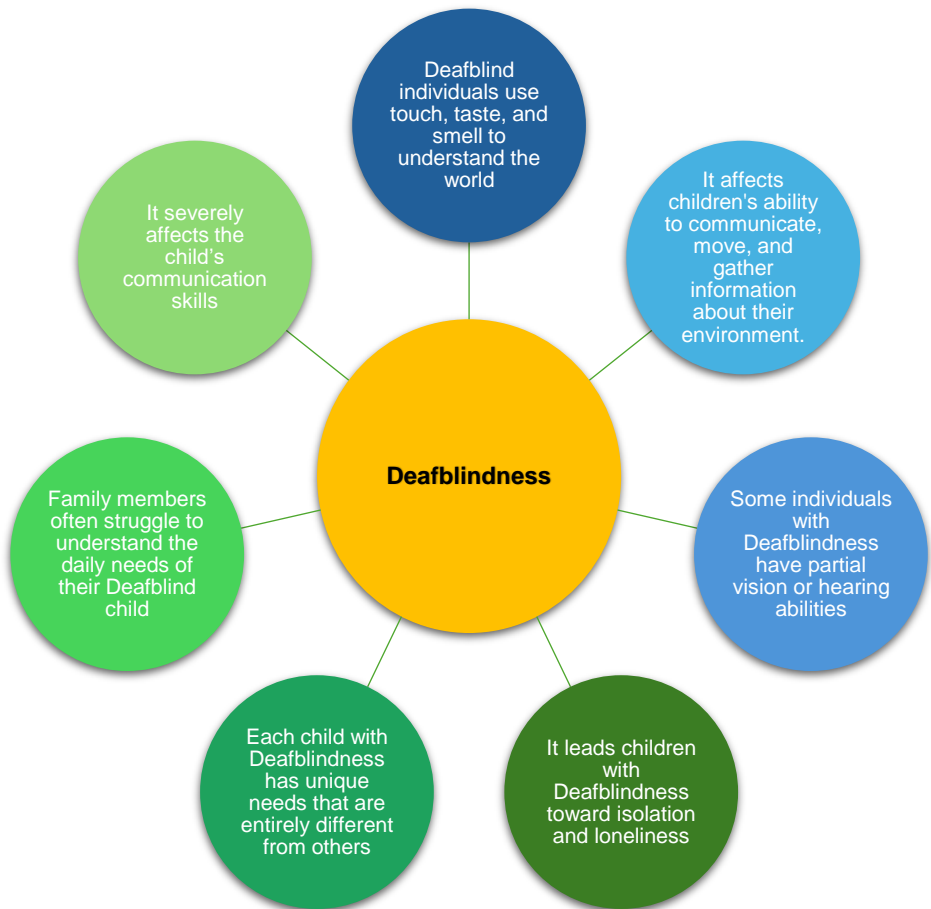 Deafblind
individuals use
touch, taste, and
smell to
understand the
world
It affects
children's ability
to communicate,
move, and
gather
information
about their
environment.
Some individuals
with
Deafblindness
have partial
vision or hearing
abilities
It leads children
with
Deafblindness
toward isolation
and loneliness
Each child with
Deafblindness
has unique
needs that are
entirely different
from others
Family members
often struggle to
understand the
daily needs of
their Deafblind
child
It severely
affects the
child’s
communication
skills
Deafblindness